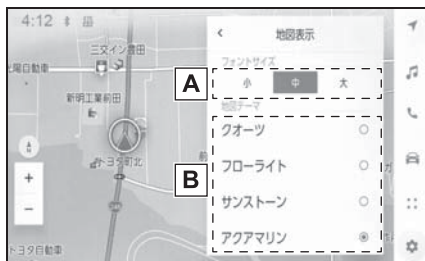 4:12
三交イン豊田
新明工業前田
トヨタ町北
トヨタ自動車
N
+
−
地図表示
フォントサイズ
A
小 中 大
地図テーマ
B
クオーツ
フローライト
サンストーン
アクアマリン